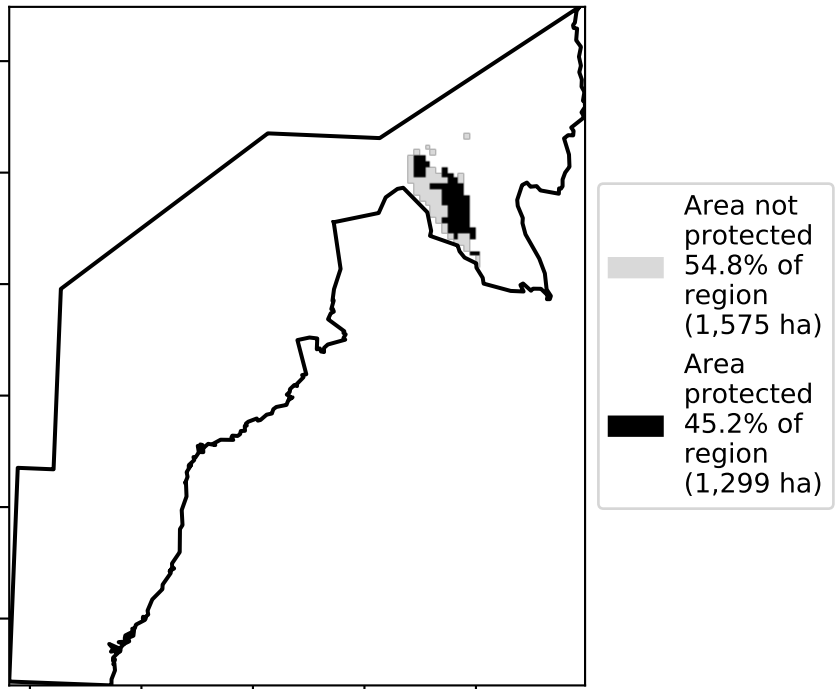 Area not
protected
54.8% of
region
(1,575 ha)
Area
protected
45.2% of
region
(1,299 ha)